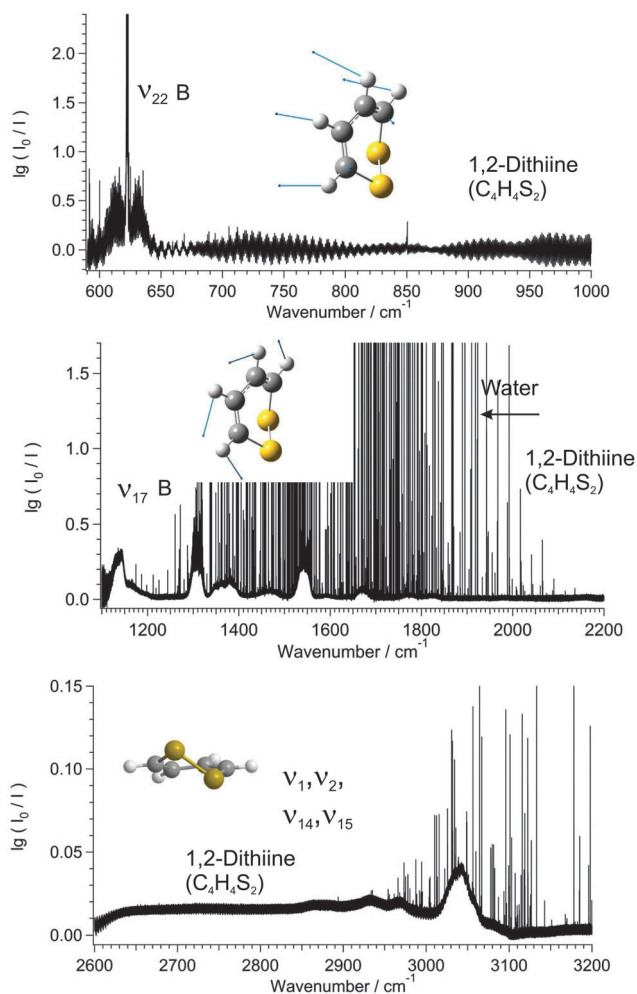 lg ( I₀ / I )
2.0
1.5
1.0
0.5
0.0
ν₂₂ B
1,2-Dithiine
(C₄H₄S₂)
600 650 700 750 800 850 900 950 1000
Wavenumber / cm⁻¹
lg ( I₀ / I )
1.5
1.0
0.5
0.0
ν₁₇ B
Water
1,2-Dithiine
(C₄H₄S₂)
1200 1400 1600 1800 2000 2200
Wavenumber / cm⁻¹
lg ( I₀ / I )
0.15
0.10
0.05
0.00
ν₁,ν₂,
ν₁₄,ν₁₅
1,2-Dithiine
(C₄H₄S₂)
2600 2700 2800 2900 3000 3100 3200
Wavenumber / cm⁻¹